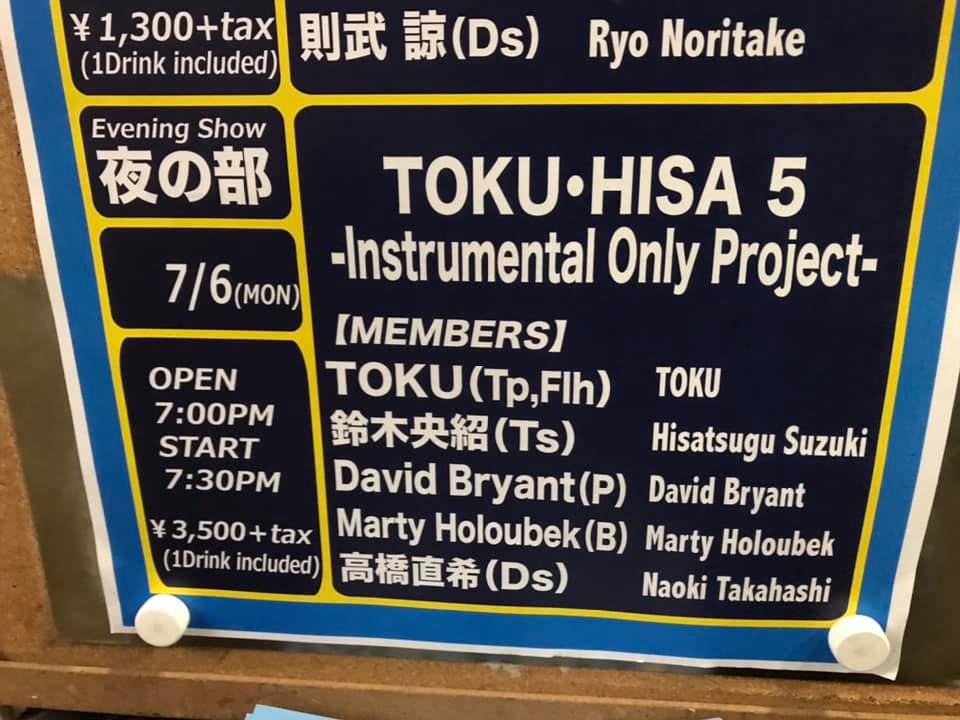 ¥1,300+tax
(1Drink included)
則武 諒(Ds) Ryo Noritake
Evening Show
夜の部
7/6(MON)
OPEN
7:00PM
START
7:30PM
¥3,500+tax
(1Drink included)
TOKU・HISA 5
-Instrumental Only Project-
【MEMBERS】
TOKU(Tp,Flh) TOKU
鈴木央紹(Ts) Hisatsugu Suzuki
David Bryant(P) David Bryant
Marty Holoubek(B) Marty Holoubek
高橋直希(Ds) Naoki Takahashi